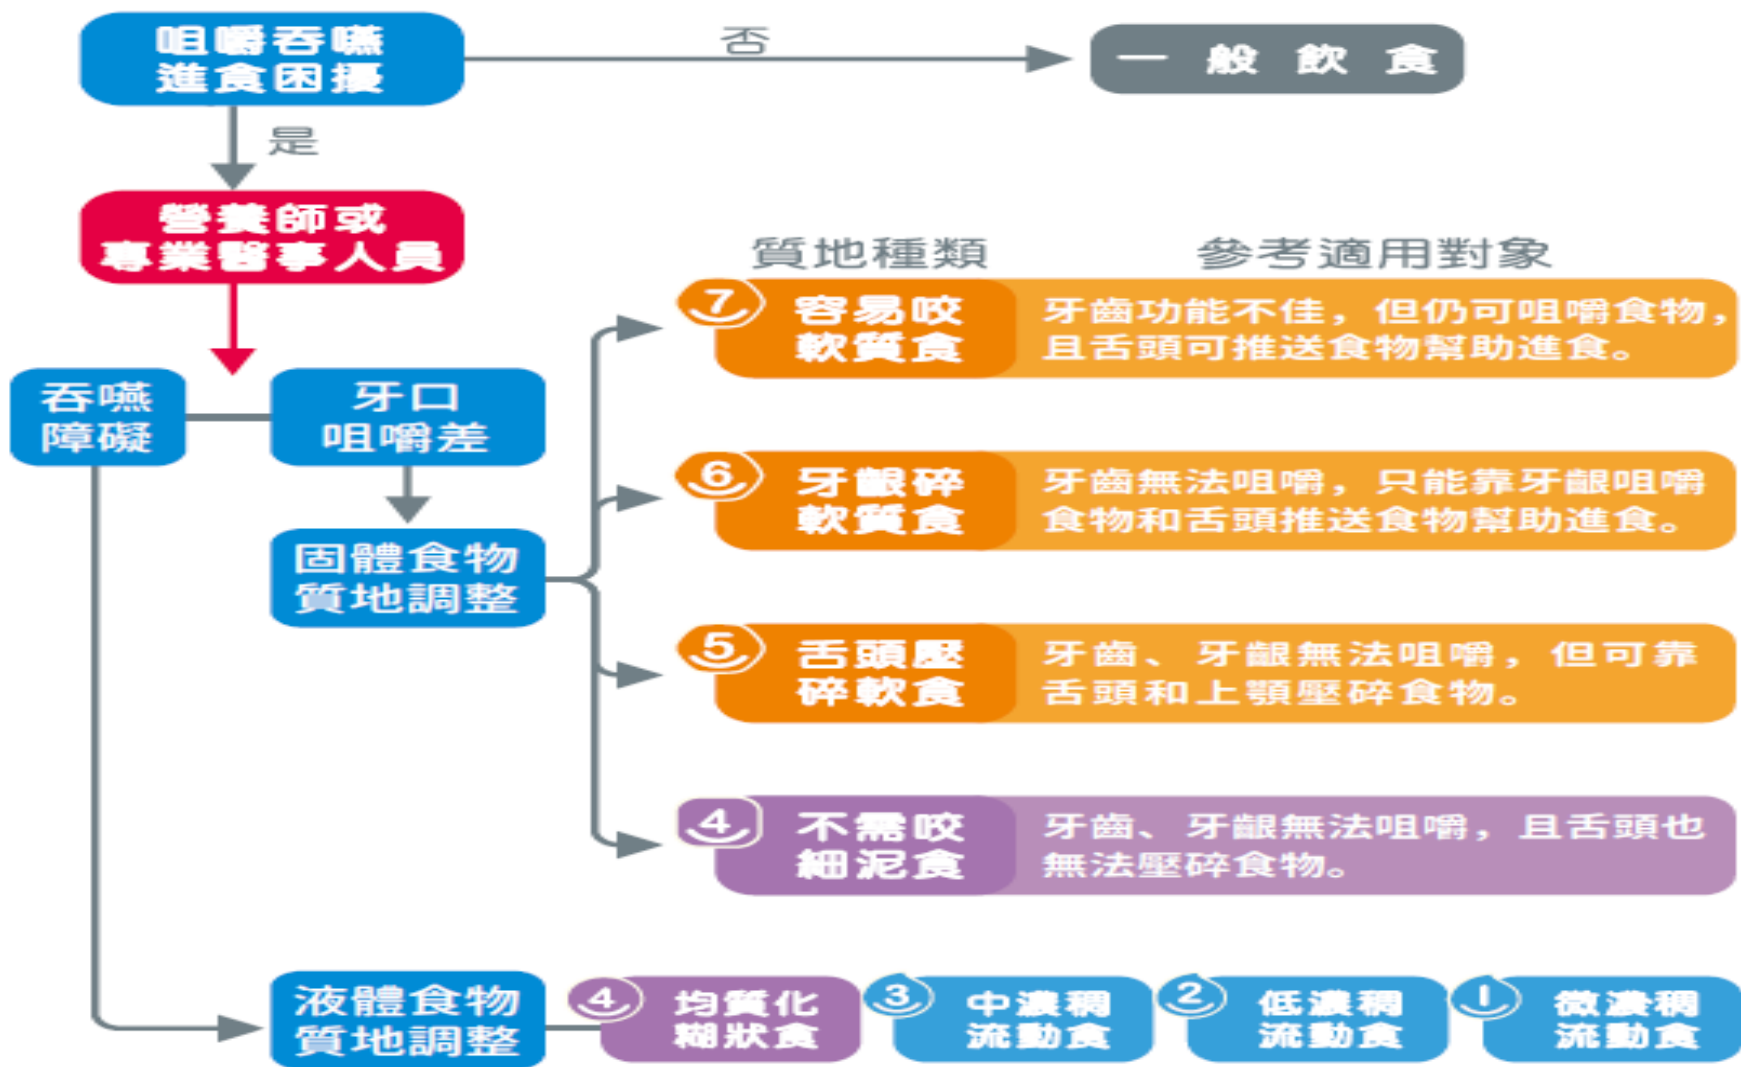 咀嚼吞嚥
進食困擾
否
一般飲食
是
營養師或
專業醫事人員
質地種類
參考適用對象
吞嚥
障礙
牙口
咀嚼差
固體食物
質地調整
7
容易咬
軟質食
牙齒功能不佳，但仍可咀嚼食物，
且舌頭可推送食物幫助進食。
6
牙齦碎
軟質食
牙齒無法咀嚼，只能靠牙齦咀嚼
食物和舌頭推送食物幫助進食。
5
舌頭壓
碎軟食
牙齒、牙齦無法咀嚼，但可靠
舌頭和上顎壓碎食物。
4
不需咬
細泥食
牙齒、牙齦無法咀嚼，且舌頭也
無法壓碎食物。
液體食物
質地調整
4
均質化
糊狀食
3
中濃稠
流動食
2
低濃稠
流動食
1
微濃稠
流動食